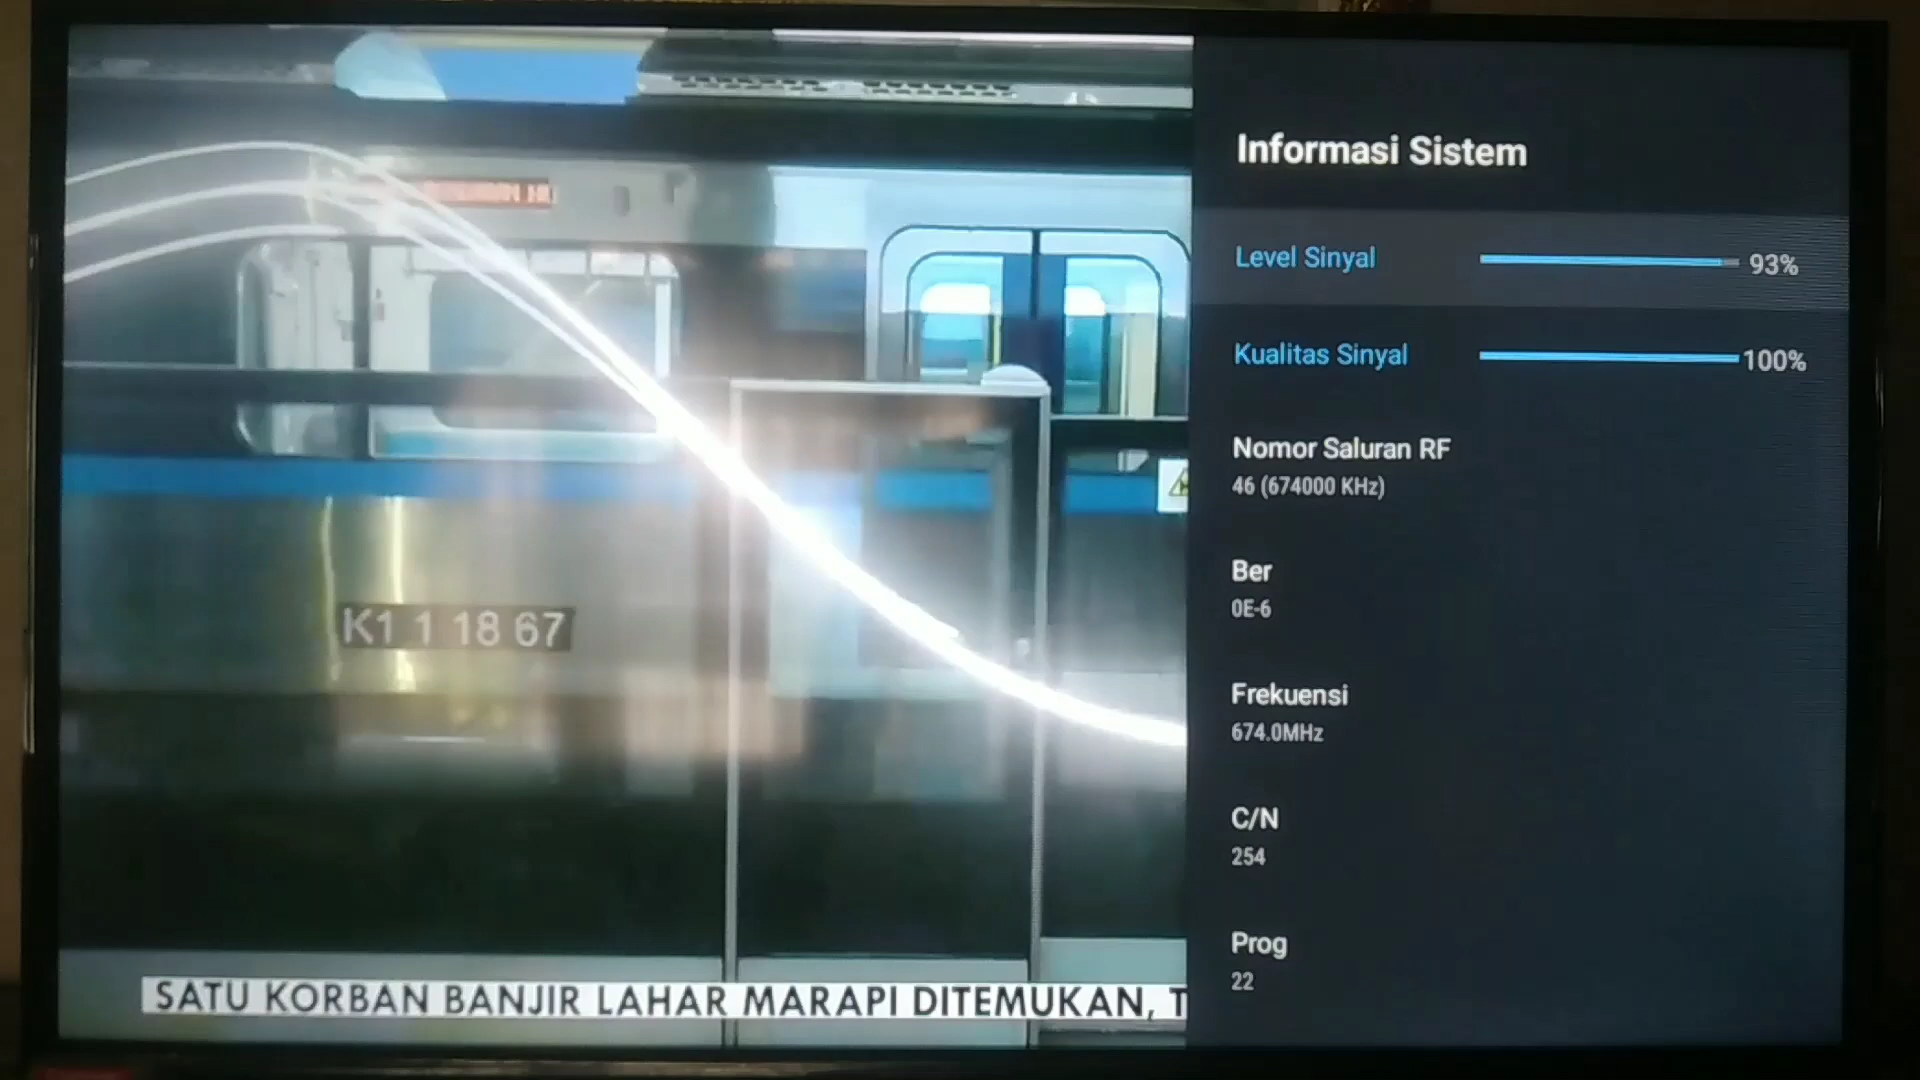 Informasi Sistem
Level Sinyal 93%
Kualitas Sinyal 100%
Nomor Saluran RF
46 (674000 KHz)
Ber
0E-6
Frekuensi
674.0MHz
C/N
254
Prog
22
K1 1 18 67
SATU KORBAN BANJIR LAHAR MARAPI DITEMUKAN, T